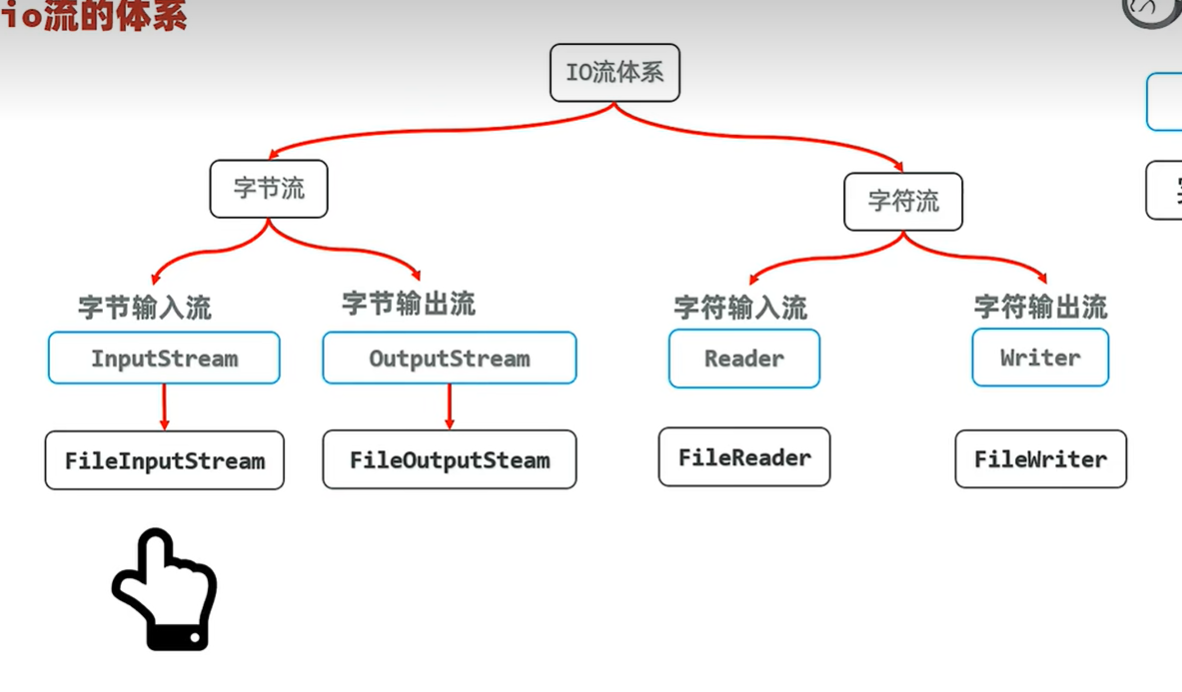 io流的体系
IO流体系
字节流
字符流
字节输入流
字节输出流
字符输入流
字符输出流
InputStream
OutputStream
Reader
Writer
FileInputStream
FileOutputSteam
FileReader
FileWriter